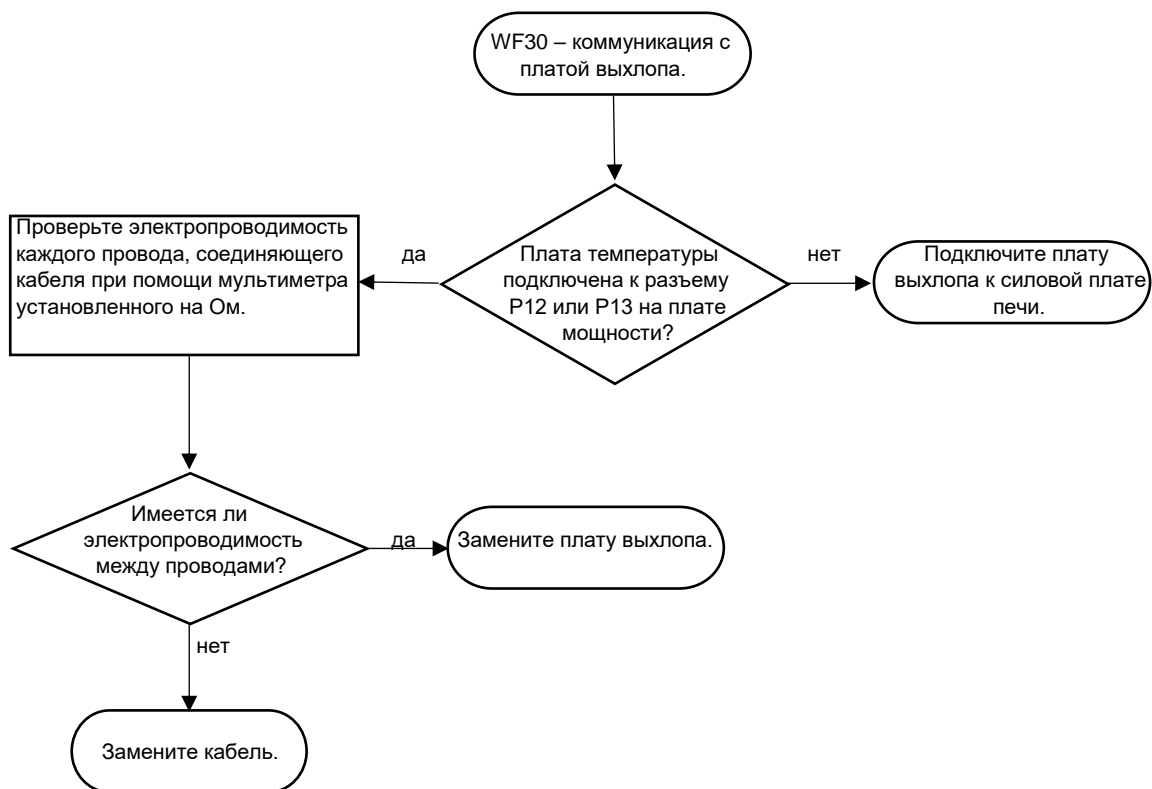 WF30 – коммуникация с
платой выхлопа.
Плата температуры
подключена к разъему
P12 или P13 на плате
мощности?
да
нет
Проверьте электропроводимость
каждого провода, соединяющего
кабеля при помощи мультиметра
установленного на Ом.
Подключите плату
выхлопа к силовой плате
печи.
Имеется ли
электропроводимость
между проводами?
да
Замените плату выхлопа.
нет
Замените кабель.